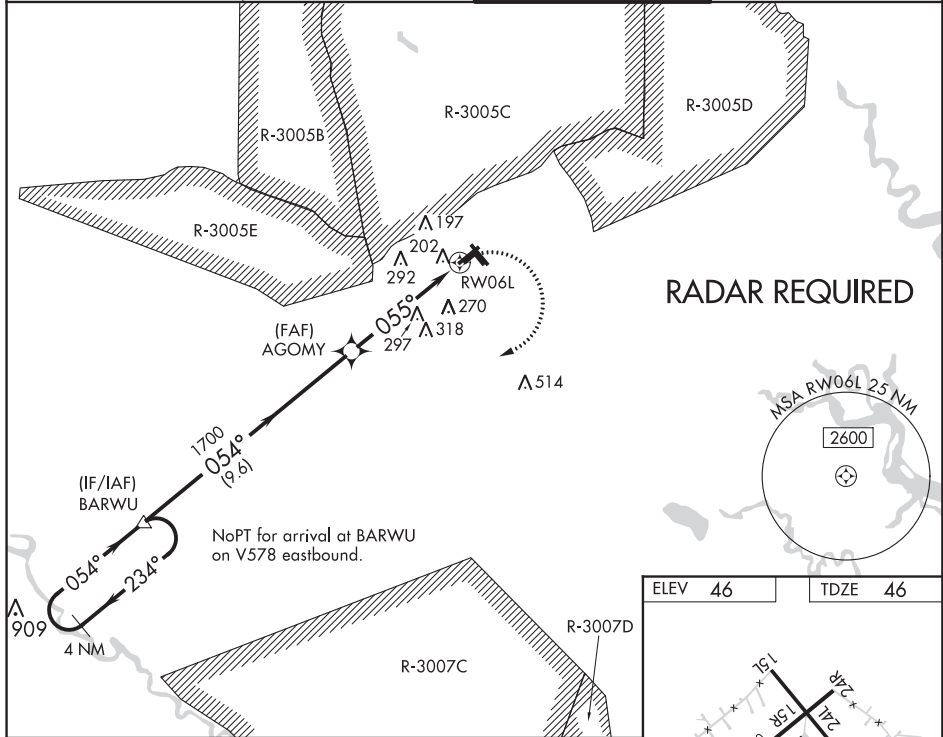 R-3005B
R-3005C
R-3005D
R-3005E
197
202
292
RW06L
270
318
297
514
RADAR REQUIRED
(FAF)
AGOMY
055°
1700
054°
(9.6)
(IF/IAF)
BARWU
NoPT for arrival at BARWU
on V578 eastbound.
054°
234°
909
4 NM
MSA RW06L 25 NM
2600
R-3007C
R-3007D
ELEV 46
TDZE 46
15L
24R
15R
24L